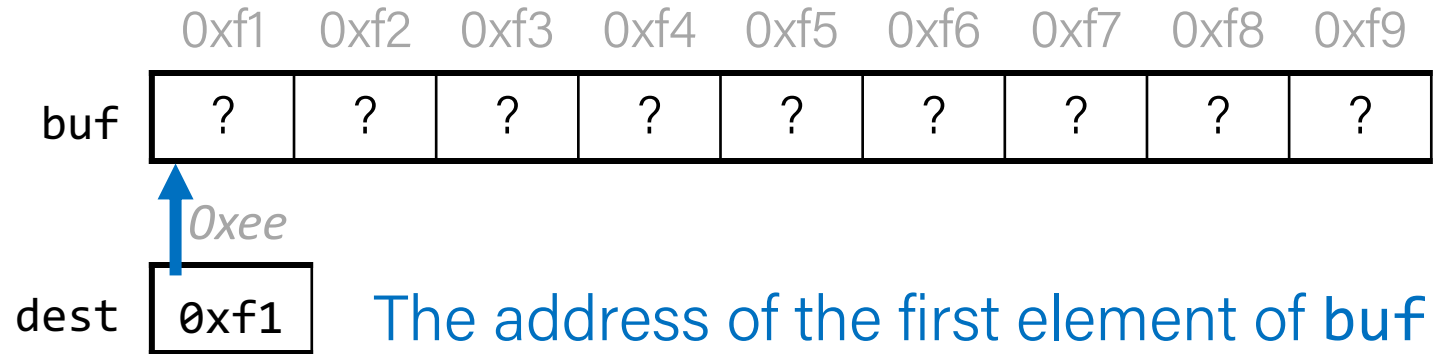 0xf1 0xf2 0xf3 0xf4 0xf5 0xf6 0xf7 0xf8 0xf9
buf ? ? ? ? ? ? ? ? ?
0xee
dest 0xf1 The address of the first element of buf